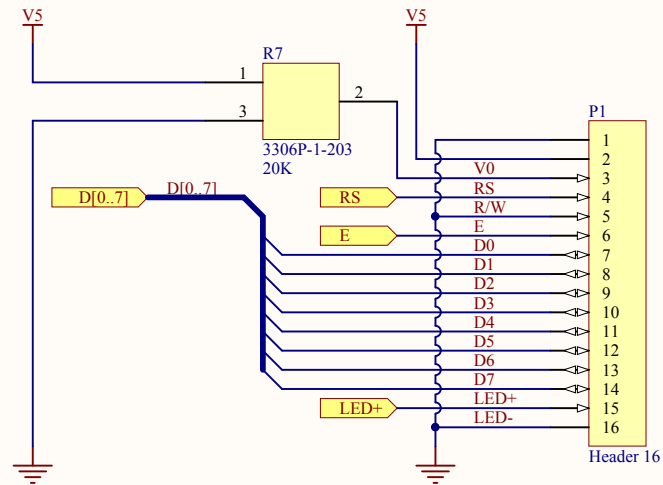 V5
V5
R7
1
3
2
3306P-1-203
20K
P1
D[0..7]
D[0..7]
RS
E
LED+
V0
RS
R/W
E
D0
D1
D2
D3
D4
D5
D6
D7
LED+
LED-
1
2
3
4
5
6
7
8
9
10
11
12
13
14
15
16
Header 16